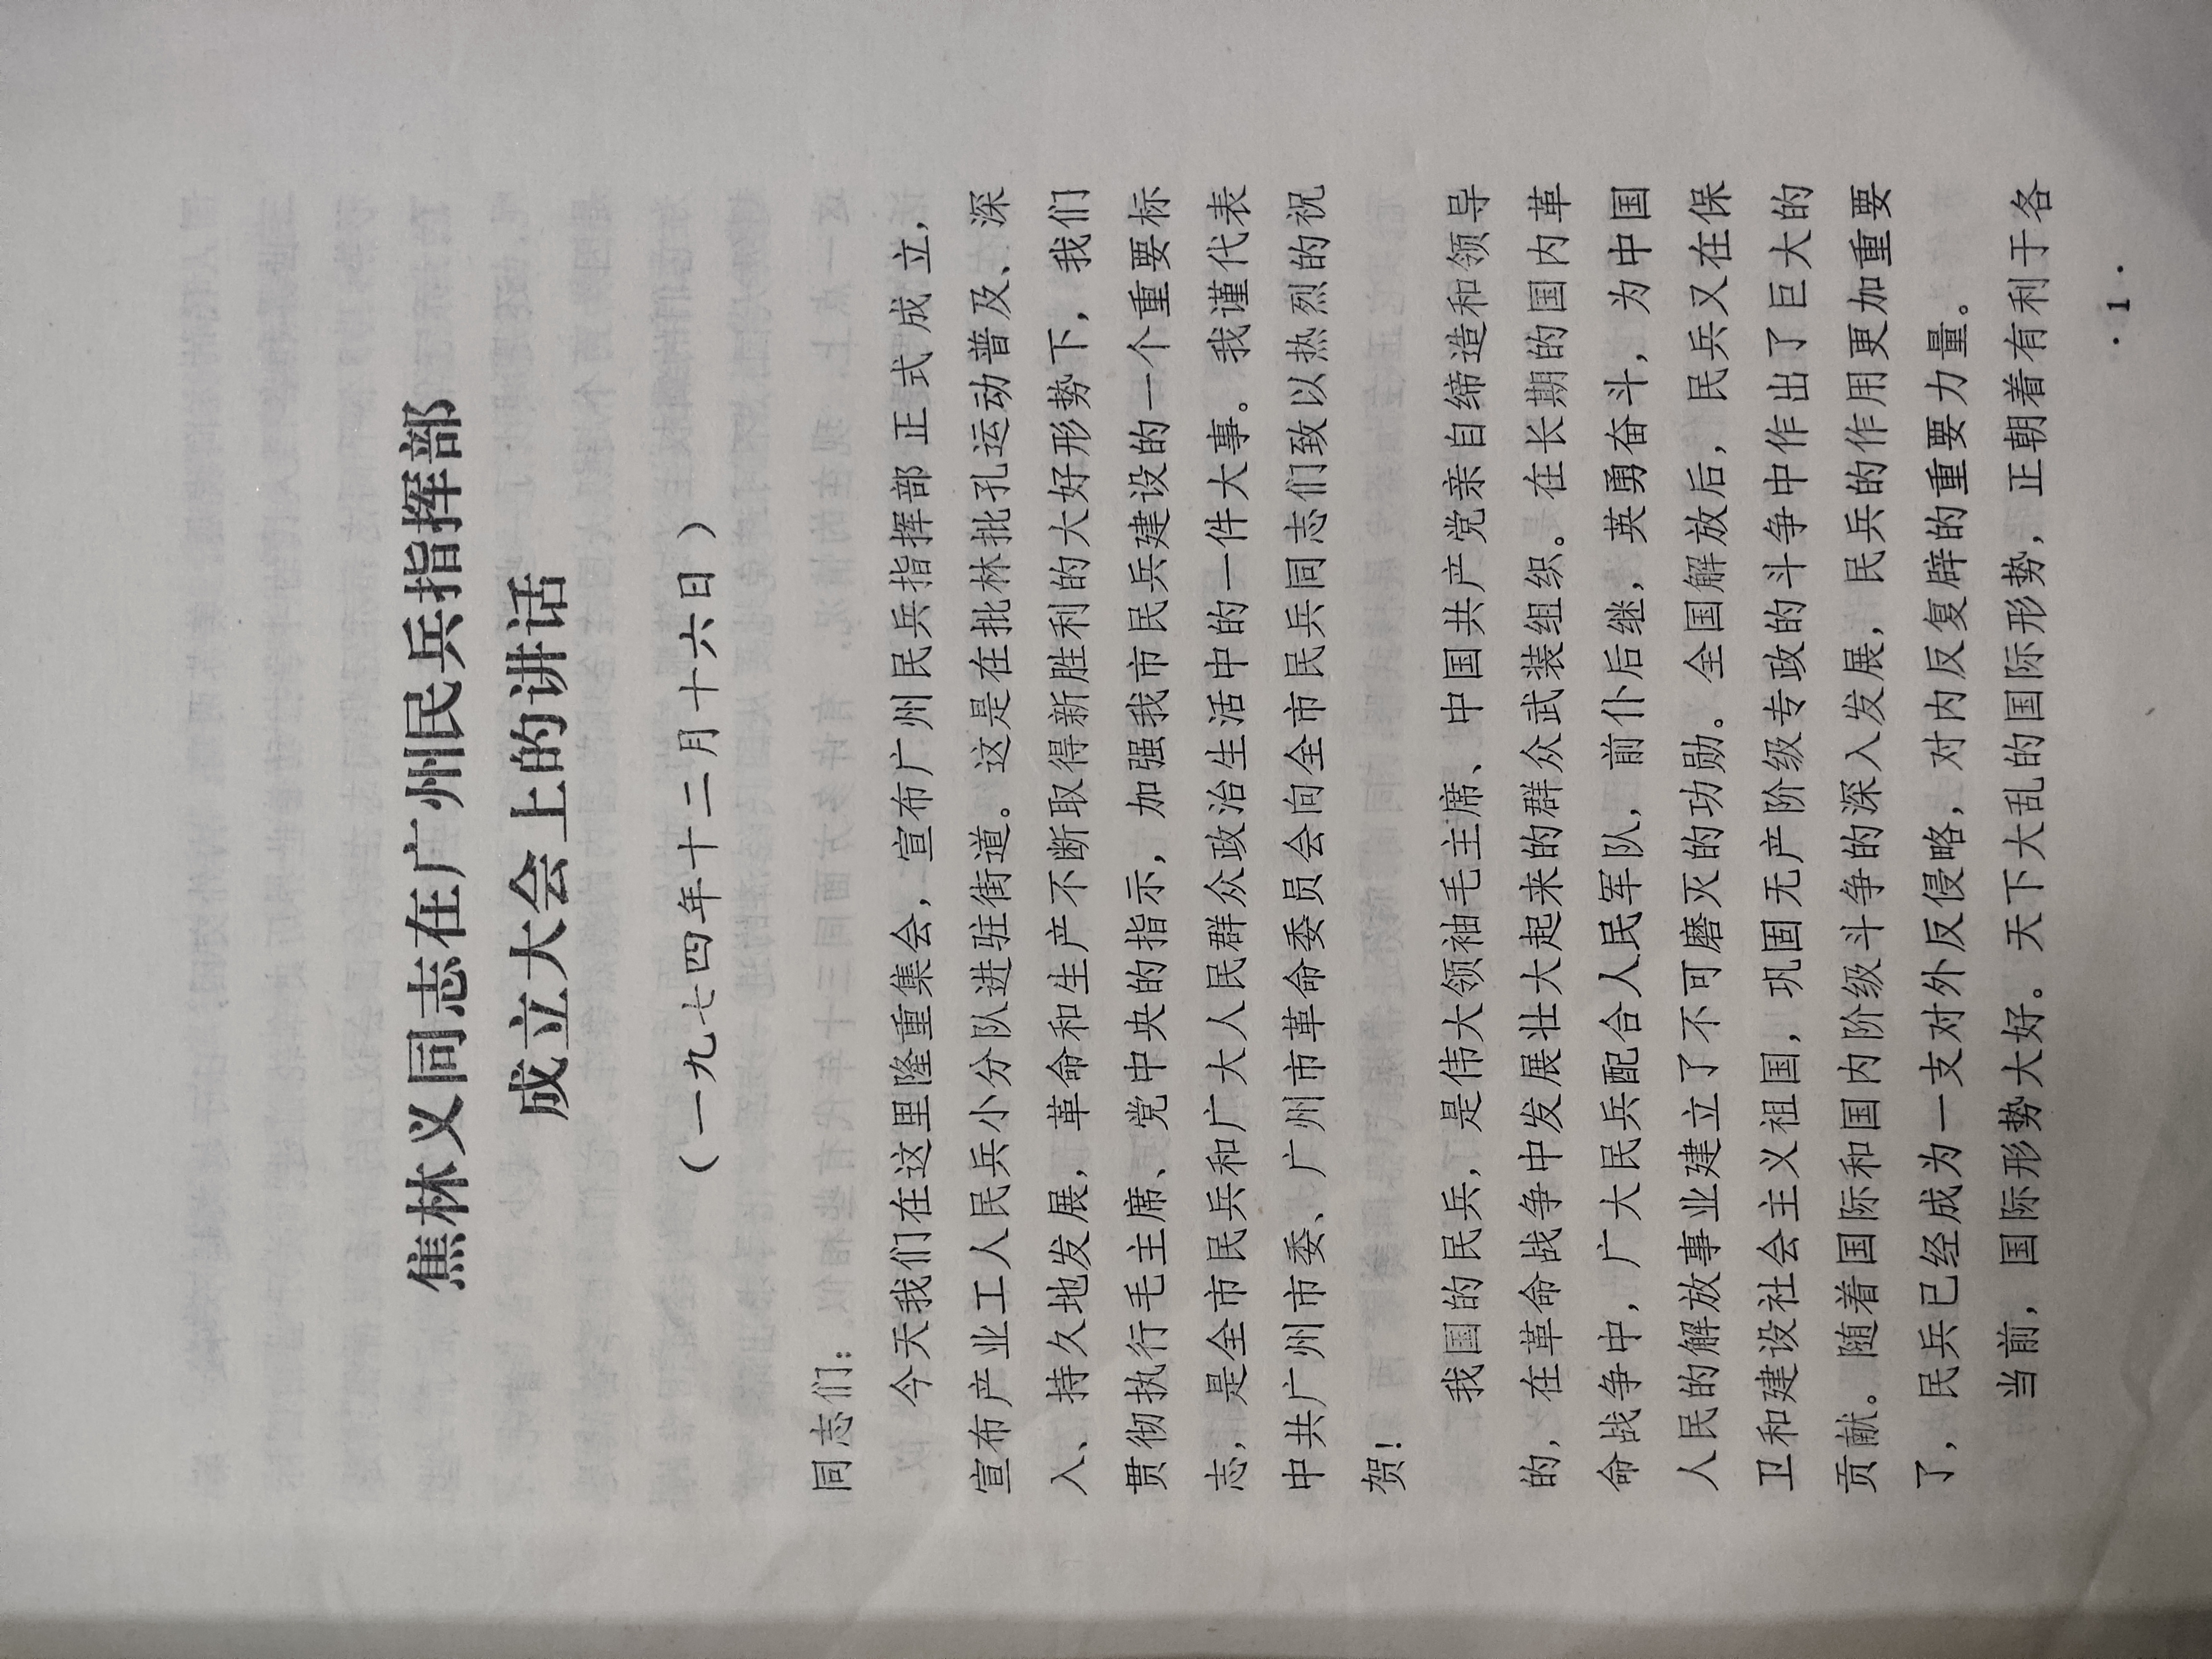 焦林义同志在广州民兵指挥部
成立大会上的讲话
（一九七四年十二月十六日）
同志们：
今天我们在这里隆重集会，宣布广州民兵指挥部正式成立，
宣布产业工人民兵小分队进驻街道。这是在批林批孔运动普及、深
入、持久地发展，革命和生产不断取得新胜利的大好形势下，我们
贯彻执行毛主席、党中央的指示，加强我市民兵建设的一个重要标
志，是全市民兵和广大人民群众政治生活中的一件大事。我谨代表
中共广州市委、广州市革命委员会向全市民兵同志们致以热烈的祝
贺！
我国的民兵，是伟大领袖毛主席、中国共产党亲自缔造和领导
的，在革命战争中发展壮大起来的群众武装组织。在长期的国内革
命战争中，广大民兵配合人民军队，前仆后继，英勇奋斗，为中国
人民的解放事业建立了不可磨灭的功勋。全国解放后，民兵又在保
卫和建设社会主义祖国，巩固无产阶级专政的斗争中作出了巨大的
贡献。随着国际和国内阶级斗争的深入发展，民兵的作用更加重要
了，民兵已经成为一支对外反侵略，对内反复辟的重要力量。
当前，国际形势大好。天下大乱的国际形势，正朝着有利于各
· 1 ·